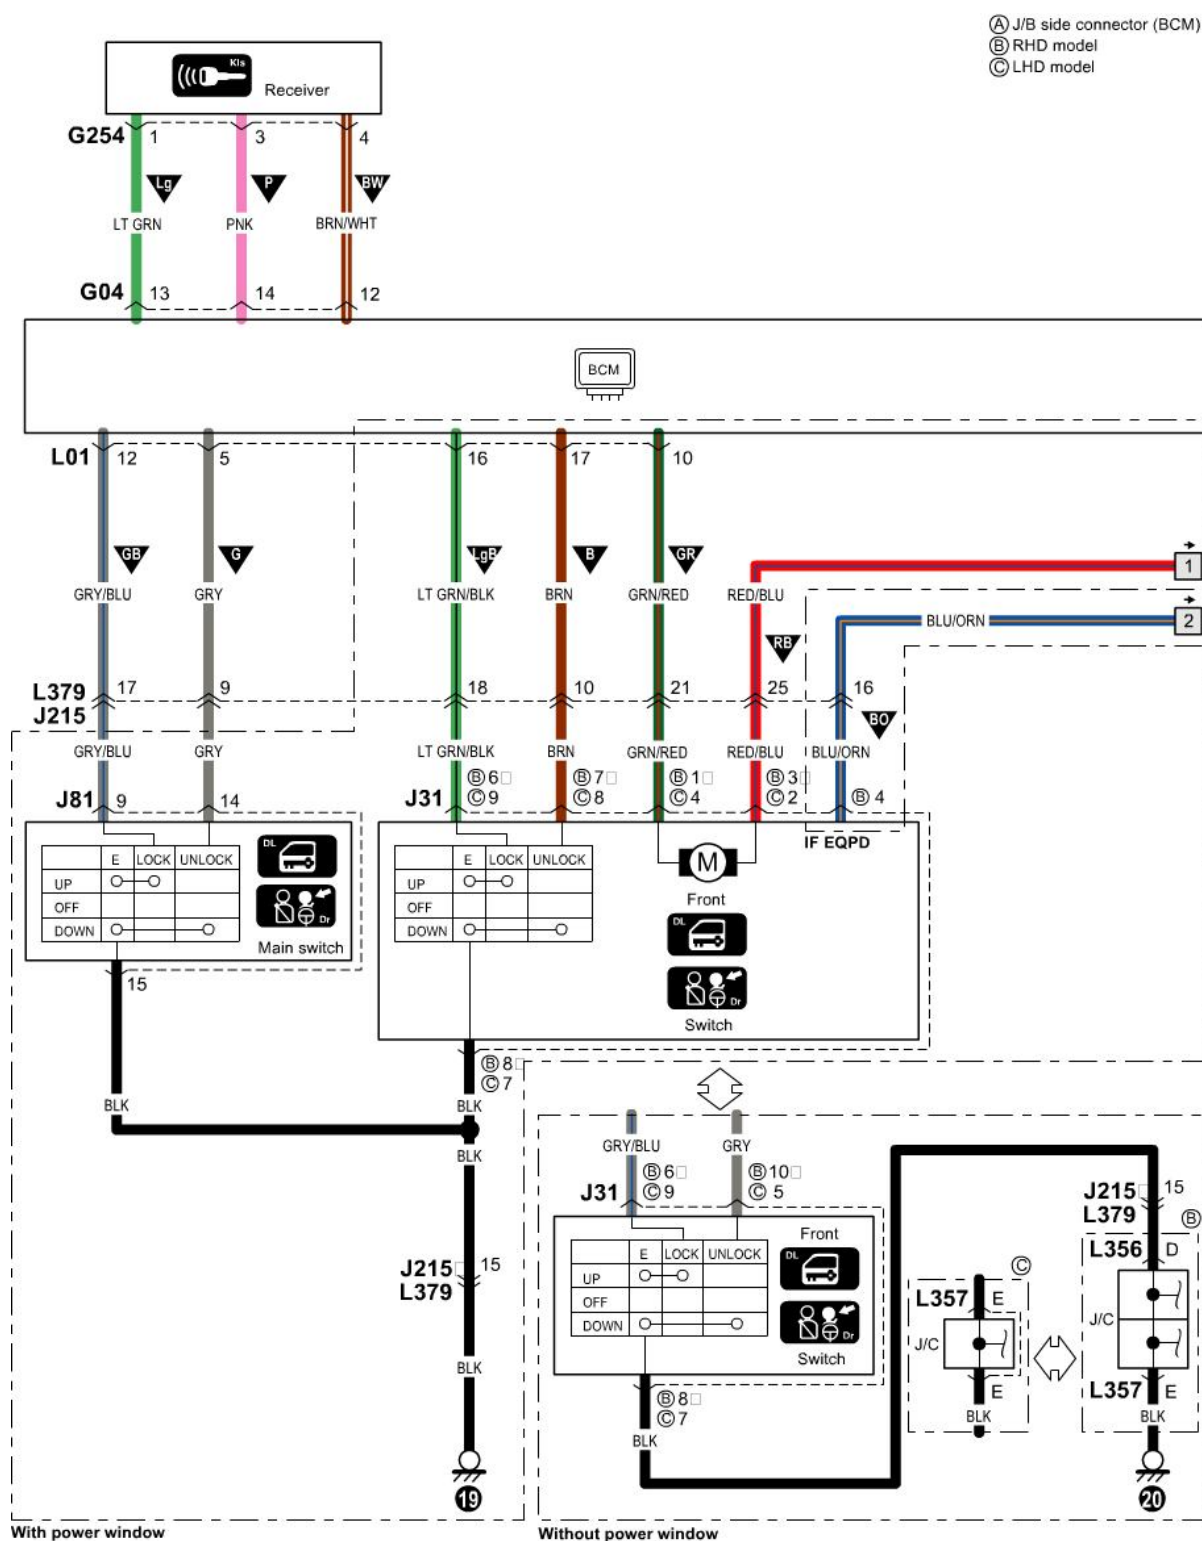 Ⓐ J/B side connector (BCM)
Ⓑ RHD model
Ⓒ LHD model
Kls
Receiver
G254 1 3 4
Lg P BW
LT GRN PNK BRN/WHT
G04 13 14 12
BCM
L01 12 5 16 17 10
GB G LgB B GR
1
GRY/BLU GRY LT GRN/BLK BRN GRN/RED RED/BLU
BLU/ORN 2
RB
L379 17 9 18 10 21 25 16
J215
BO
GRY/BLU GRY LT GRN/BLK BRN GRN/RED RED/BLU BLU/ORN
Ⓑ6 Ⓑ7 Ⓑ1 Ⓑ3
J81 9 14 J31 Ⓒ9 Ⓒ8 Ⓒ4 Ⓒ2 Ⓑ4
IF EQPD
E LOCK UNLOCK
UP
OFF
DOWN
DL
Dr
Main switch
15
E LOCK UNLOCK
UP
OFF
DOWN
M
Front
DL
Dr
Switch
Ⓑ8
Ⓒ7
BLK BLK
BLK
J215 15
L379
BLK
19
With power window
GRY/BLU GRY
Ⓑ6 Ⓑ10
J31 Ⓒ9 Ⓒ5
Front
E LOCK UNLOCK
UP
OFF
DOWN
DL
Dr
Switch
Ⓑ8
Ⓒ7
BLK
Ⓒ
L357 E
J/C
E
BLK
J215 15
L379
Ⓑ
L356 D
J/C
L357 E
BLK
20
Without power window